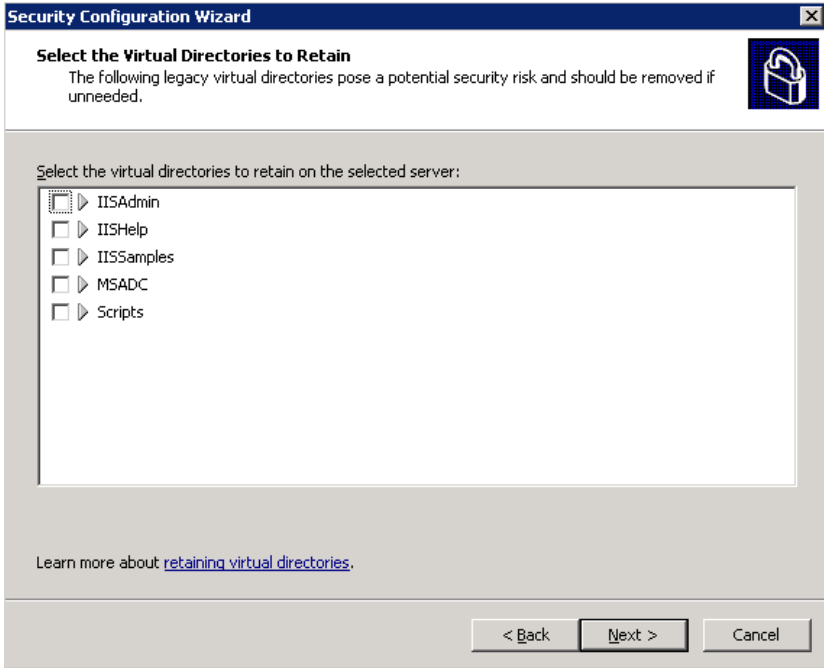 Security Configuration Wizard
Select the Virtual Directories to Retain
The following legacy virtual directories pose a potential security risk and should be removed if
unneeded.
Select the virtual directories to retain on the selected server:
IISAdmin
IISHelp
IISSamples
MSADC
Scripts
Learn more about retaining virtual directories.
< Back Next > Cancel